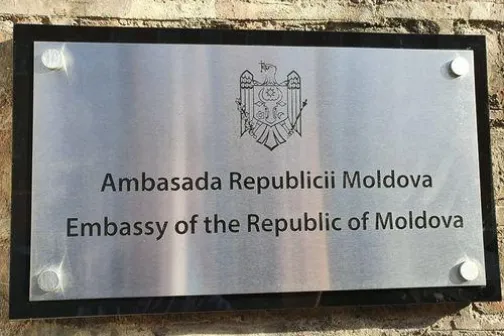 Ambasada Republicii Moldova
Embassy of the Republic of Moldova